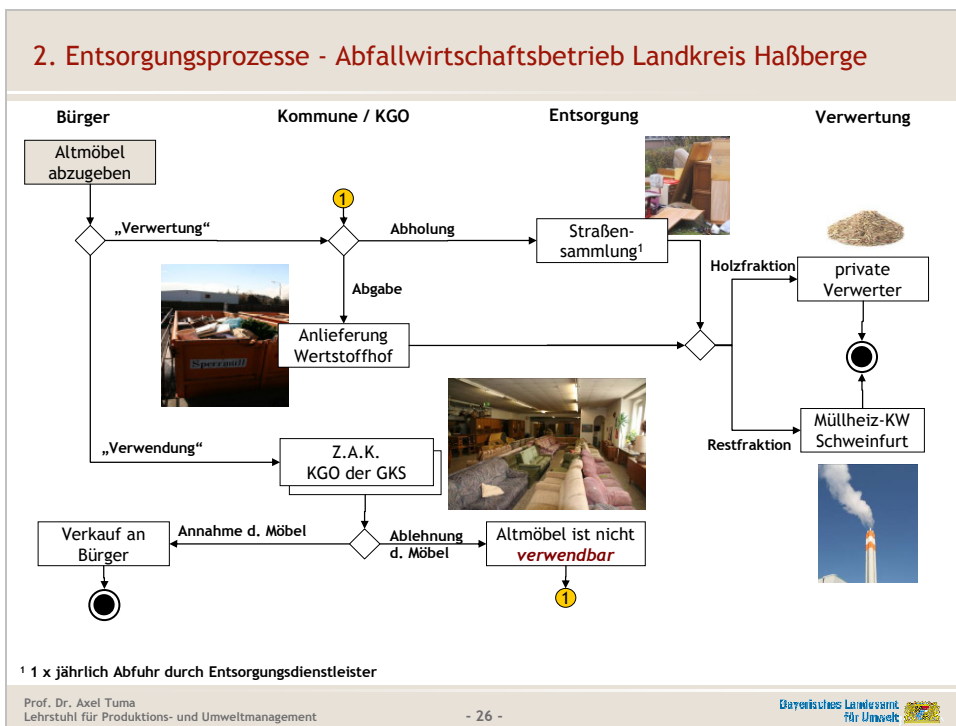 2. Entsorgungsprozesse - Abfallwirtschaftsbetrieb Landkreis Haßberge
Bürger
Kommune / KGO
Entsorgung
Verwertung
Altmöbel
abzugeben
1
„Verwertung“
Abholung
Straßen-
sammlung¹
Holzfraktion
private
Verwerter
Abgabe
Anlieferung
Wertstoffhof
Sperrmüll
Restfraktion
Müllheiz-KW
Schweinfurt
„Verwendung“
Z.A.K.
KGO der GKS
Verkauf an
Bürger
Annahme d. Möbel
Ablehnung
d. Möbel
Altmöbel ist nicht
verwendbar
1
¹ 1 x jährlich Abfuhr durch Entsorgungsdienstleister
Prof. Dr. Axel Tuma
Lehrstuhl für Produktions- und Umweltmanagement
- 26 -
Bayerisches Landesamt
für Umwelt